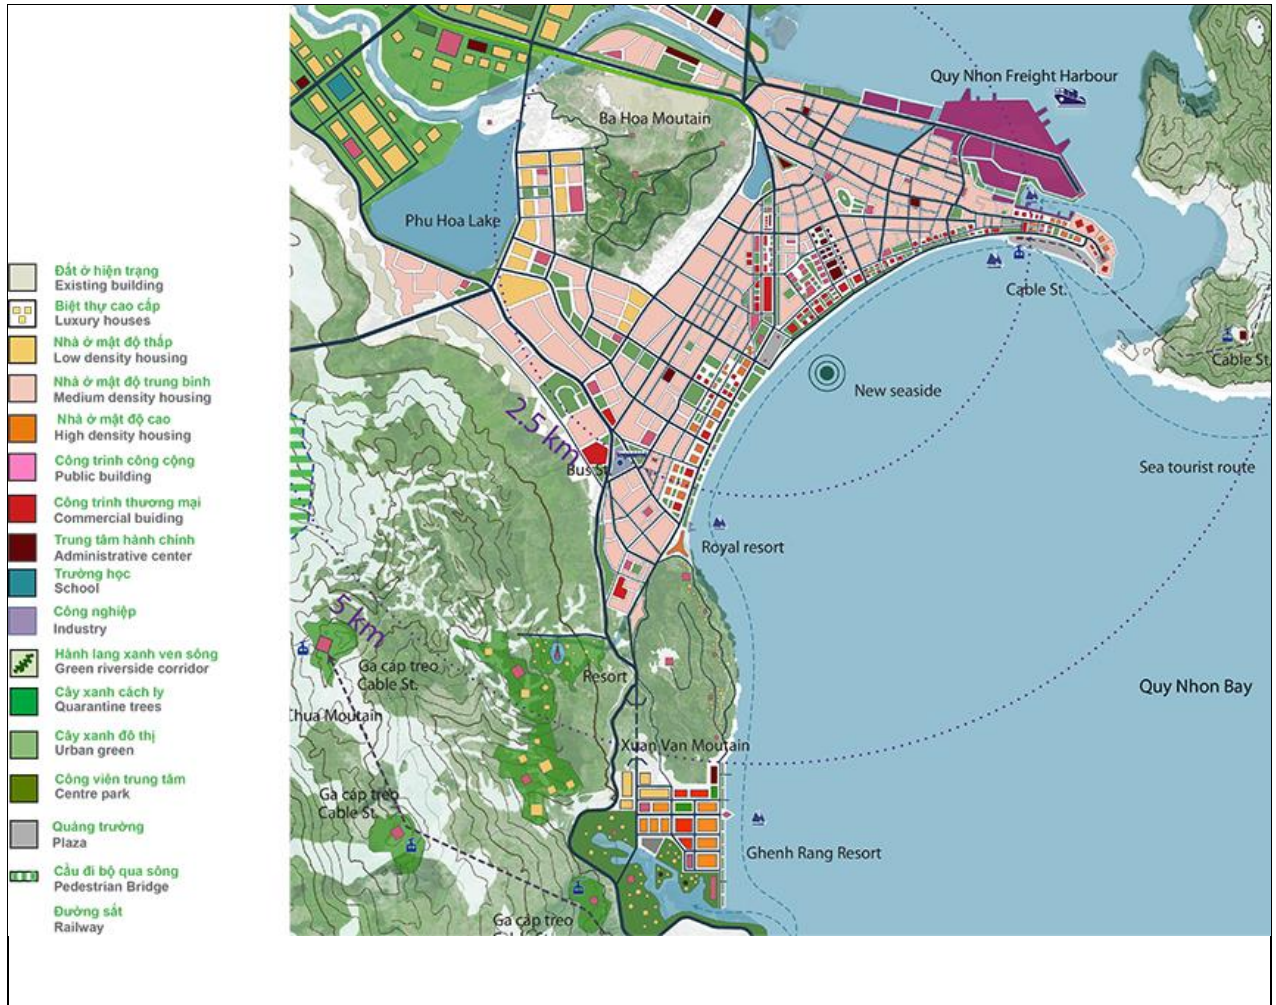 Đất ở hiện trạng
Existing building
Biệt thự cao cấp
Luxury houses
Nhà ở mật độ thấp
Low density housing
Nhà ở mật độ trung bình
Medium density housing
Nhà ở mật độ cao
High density housing
Công trình công cộng
Public building
Công trình thương mại
Commercial buiding
Trung tâm hành chính
Administrative center
Trường học
School
Công nghiệp
Industry
Hành lang xanh ven sông
Green riverside corridor
Cây xanh cách ly
Quarantine trees
Cây xanh đô thị
Urban green
Công viên trung tâm
Centre park
Quảng trường
Plaza
Cầu đi bộ qua sông
Pedestrian Bridge
Đường sắt
Railway
Quy Nhon Freight Harbour
Ba Hoa Moutain
Phu Hoa Lake
Cable St.
Cable St
New seaside
2.5 km
Bus St.
Sea tourist route
Royal resort
5 km
Ga cáp treo
Cable St.
Resort
Quy Nhon Bay
Chua Moutain
Xuan Van Moutain
Ga cáp treo
Cable St.
Ghenh Rang Resort
Ga cáp treo
Cable St.